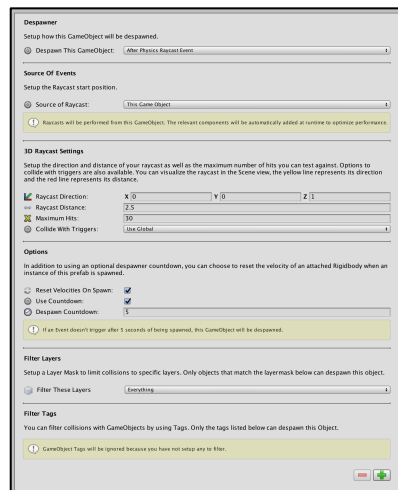 Despawner
Setup how this GameObject will be despawned.
Despawn This GameObject: After Physics Raycast Event
Source Of Events
Setup the Raycast start position.
Source of Raycast: This Game Object
Raycasts will be performed from this GameObject. The relevant components will be automatically added at runtime to optimize performance.
3D Raycast Settings
Setup the direction and distance of your raycast as well as the maximum number of hits you can test against. Options to
collide with triggers are also available. You can visualize the raycast in the Scene view, the yellow line represents its direction
and the red line represents its distance.
Raycast Direction: X 0 Y 0 Z 1
Raycast Distance: 2.5
Maximum Hits: 30
Collide With Triggers: Use Global
Options
In addition to using an optional despawner countdown, you can choose to reset the velocity of an attached Rigidbody when an
instance of this prefab is spawned.
Reset Velocities On Spawn:
Use Countdown:
Despawn Countdown: 5
If an Event doesn't trigger after 5 seconds of being spawned, this GameObject will be despawned.
Filter Layers
Setup a Layer Mask to limit collisions to specific layers. Only objects that match the layermask below can despawn this object.
Filter These Layers Everything
Filter Tags
You can filter collisions with GameObjects by using Tags. Only the tags listed below can despawn this Object.
GameObject Tags will be ignored because you have not setup any to filter.